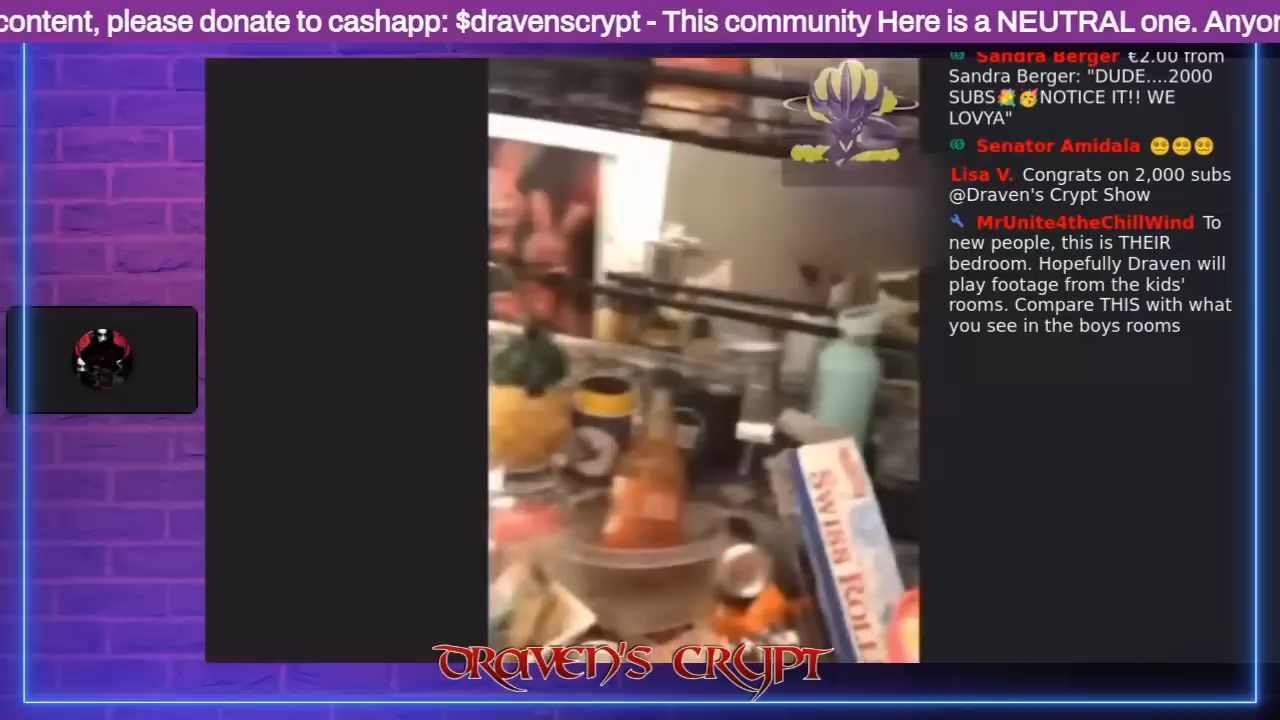 content, please donate to cashapp: $dravenscrypt - This community Here is a NEUTRAL one. Anyon
Sandra Berger €2.00 from
Sandra Berger: "DUDE....2000
SUBS💐🥳NOTICE IT!! WE
LOVYA"
Senator Amidala 😵‍💫😵‍💫😵‍💫
Lisa V. Congrats on 2,000 subs
@Draven's Crypt Show
MrUnite4theChillWind To
new people, this is THEIR
bedroom. Hopefully Draven will
play footage from the kids'
rooms. Compare THIS with what
you see in the boys rooms
SWISS ROLLS
DRAVEN'S CRYPT